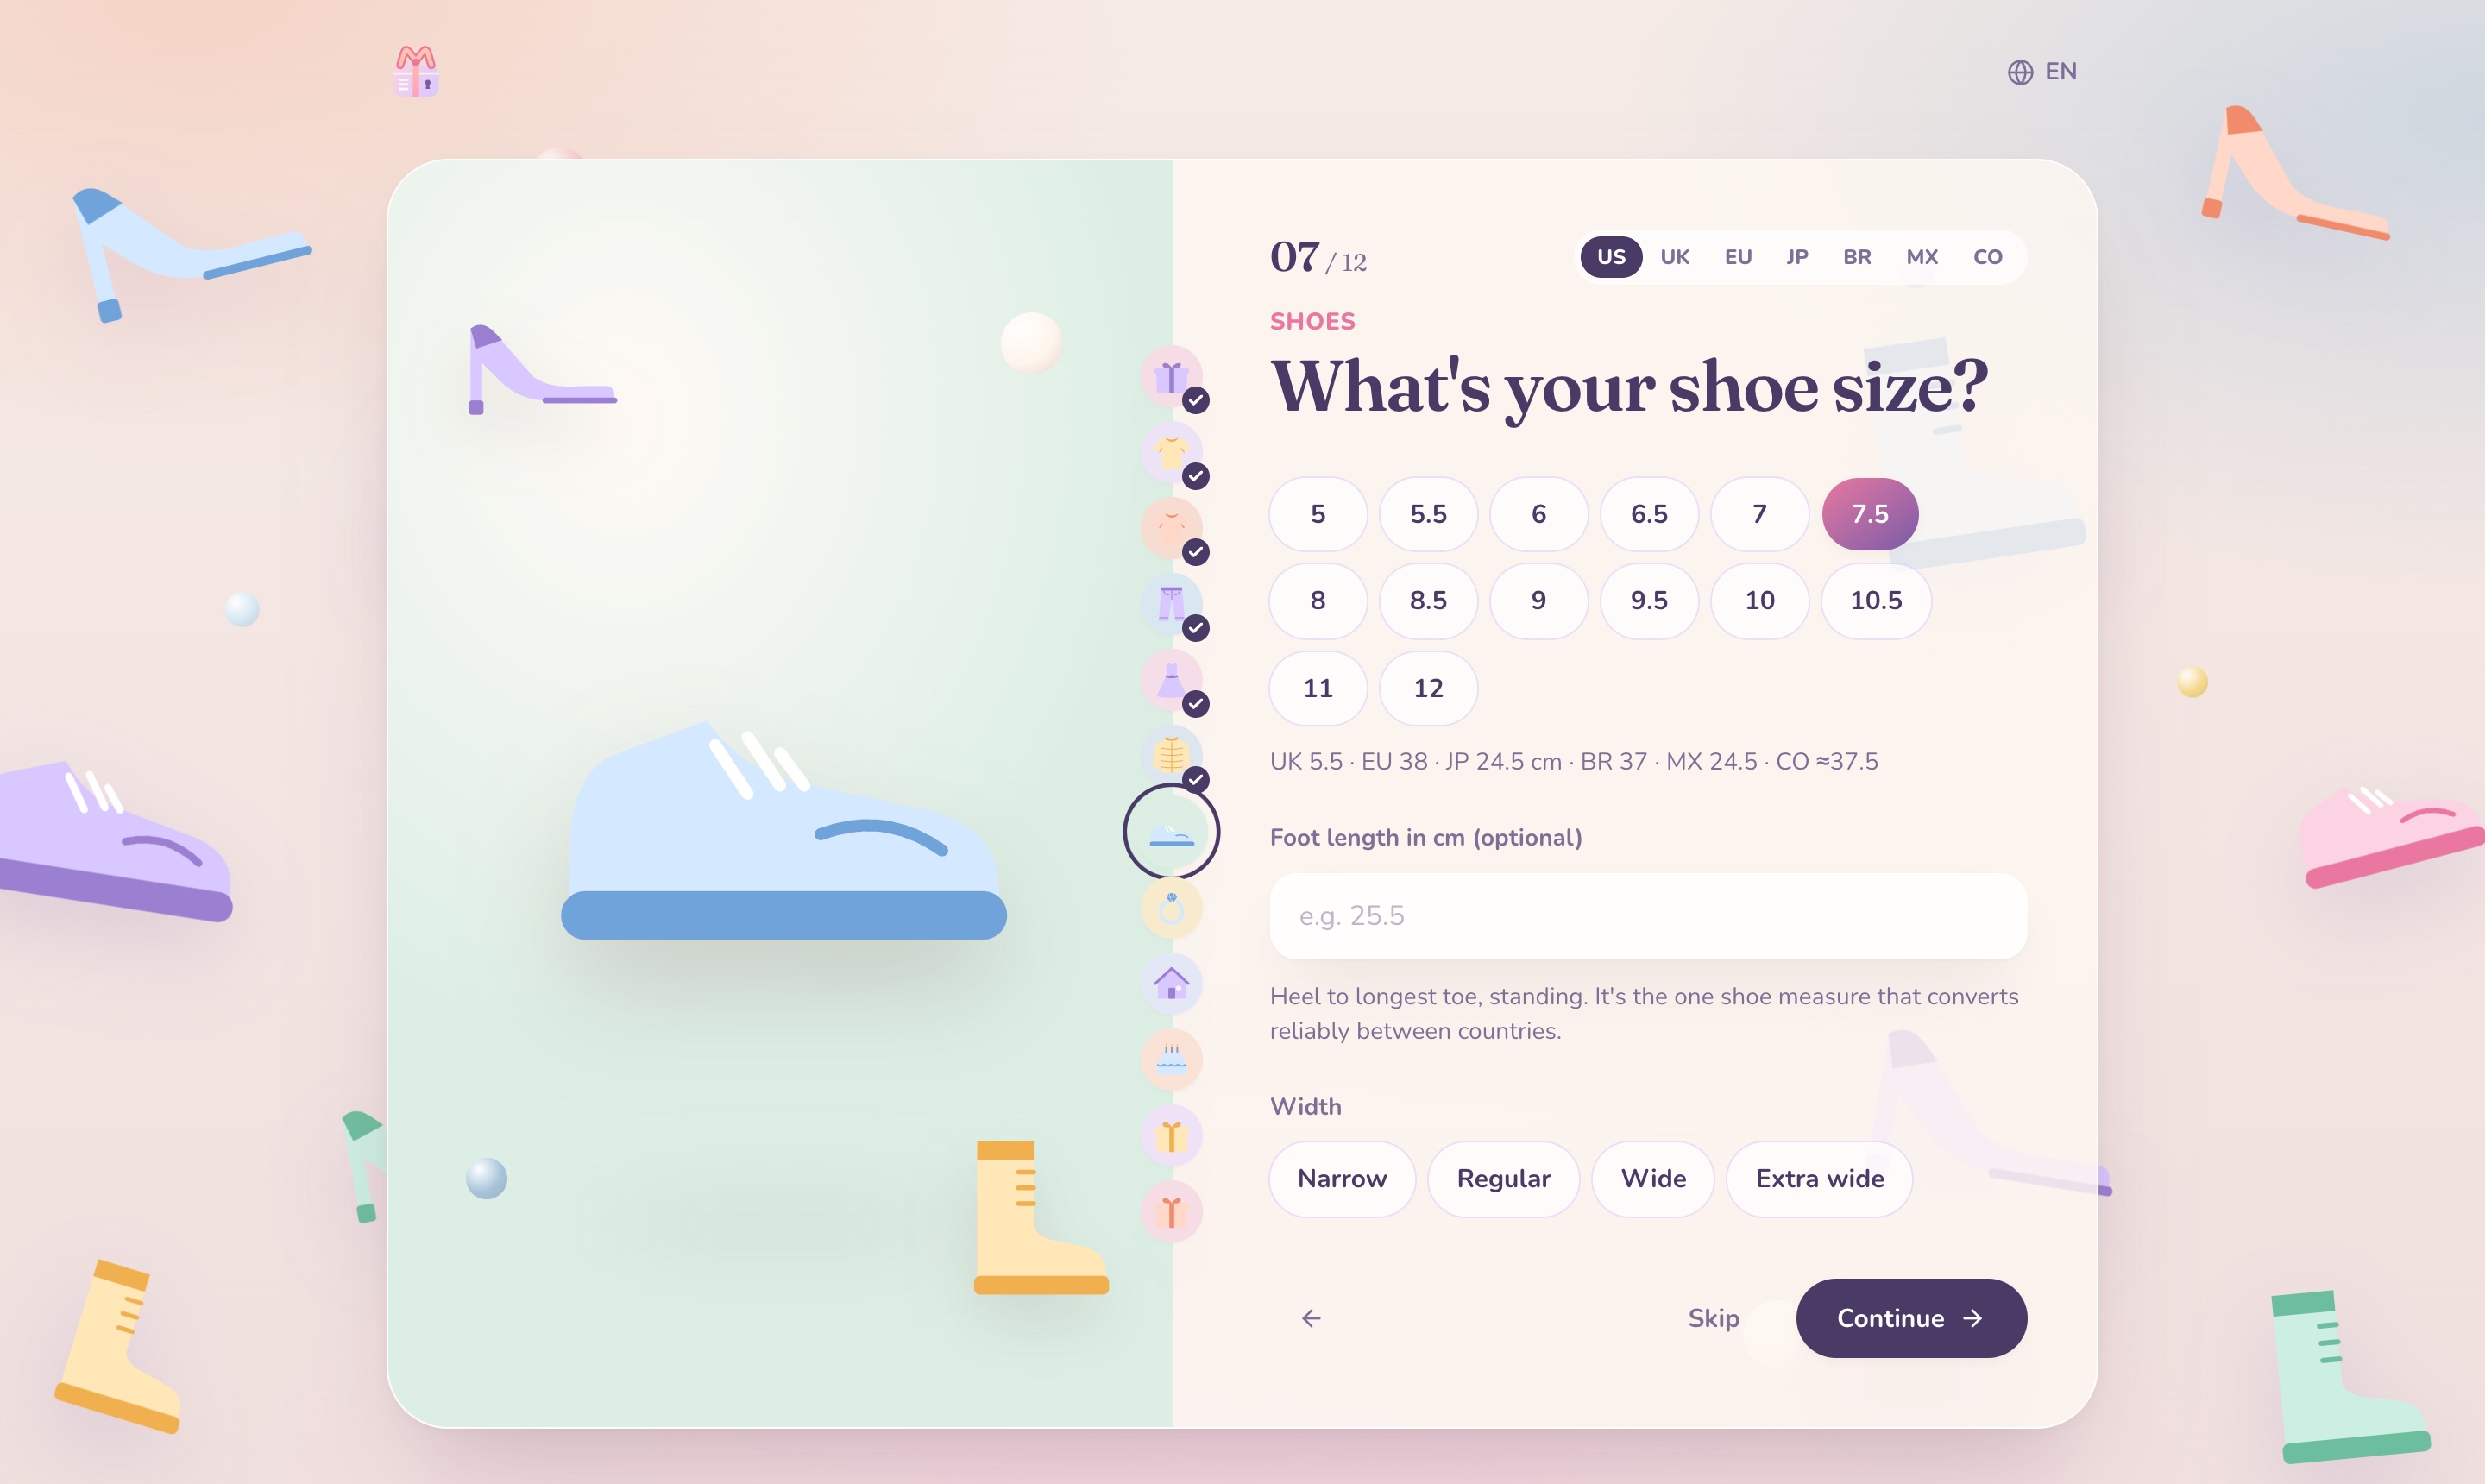 EN
07 / 12
US UK EU JP BR MX CO
SHOES
What's your shoe size?
5 5.5 6 6.5 7 7.5
8 8.5 9 9.5 10 10.5
11 12
UK 5.5 · EU 38 · JP 24.5 cm · BR 37 · MX 24.5 · CO ≈37.5
Foot length in cm (optional)
e.g. 25.5
Heel to longest toe, standing. It's the one shoe measure that converts
reliably between countries.
Width
Narrow Regular Wide Extra wide
Skip Continue